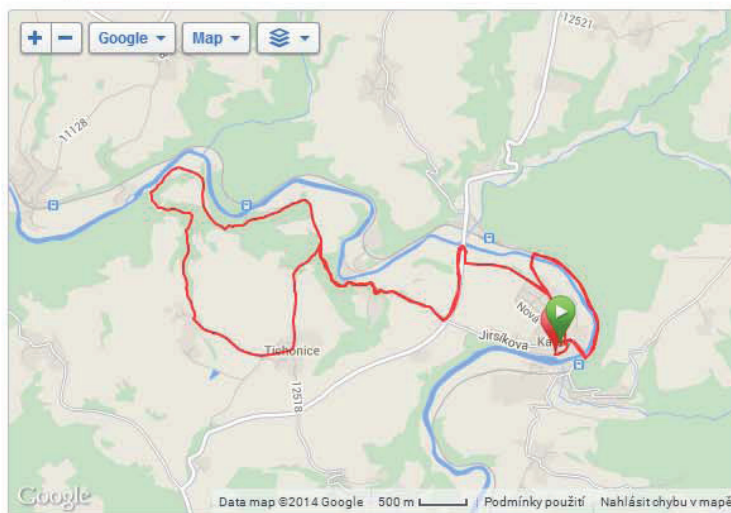 + −
Google
Map
12521
11128
Nová
Jirsíkova
Tichonice
12518
Google
Data map ©2014 Google
500 m
Podmínky použití
Nahlásit chybu v mapě